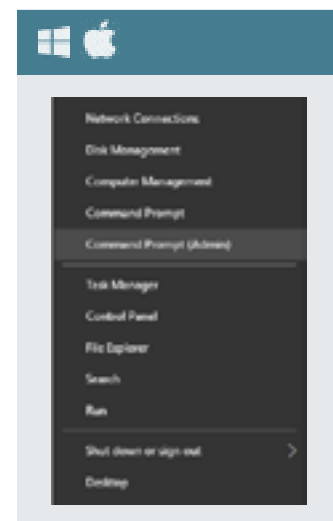 Network Connections
Disk Management
Computer Management
Command Prompt
Command Prompt (Admin)
Task Manager
Control Panel
File Explorer
Search
Run
Shut down or sign out
Desktop